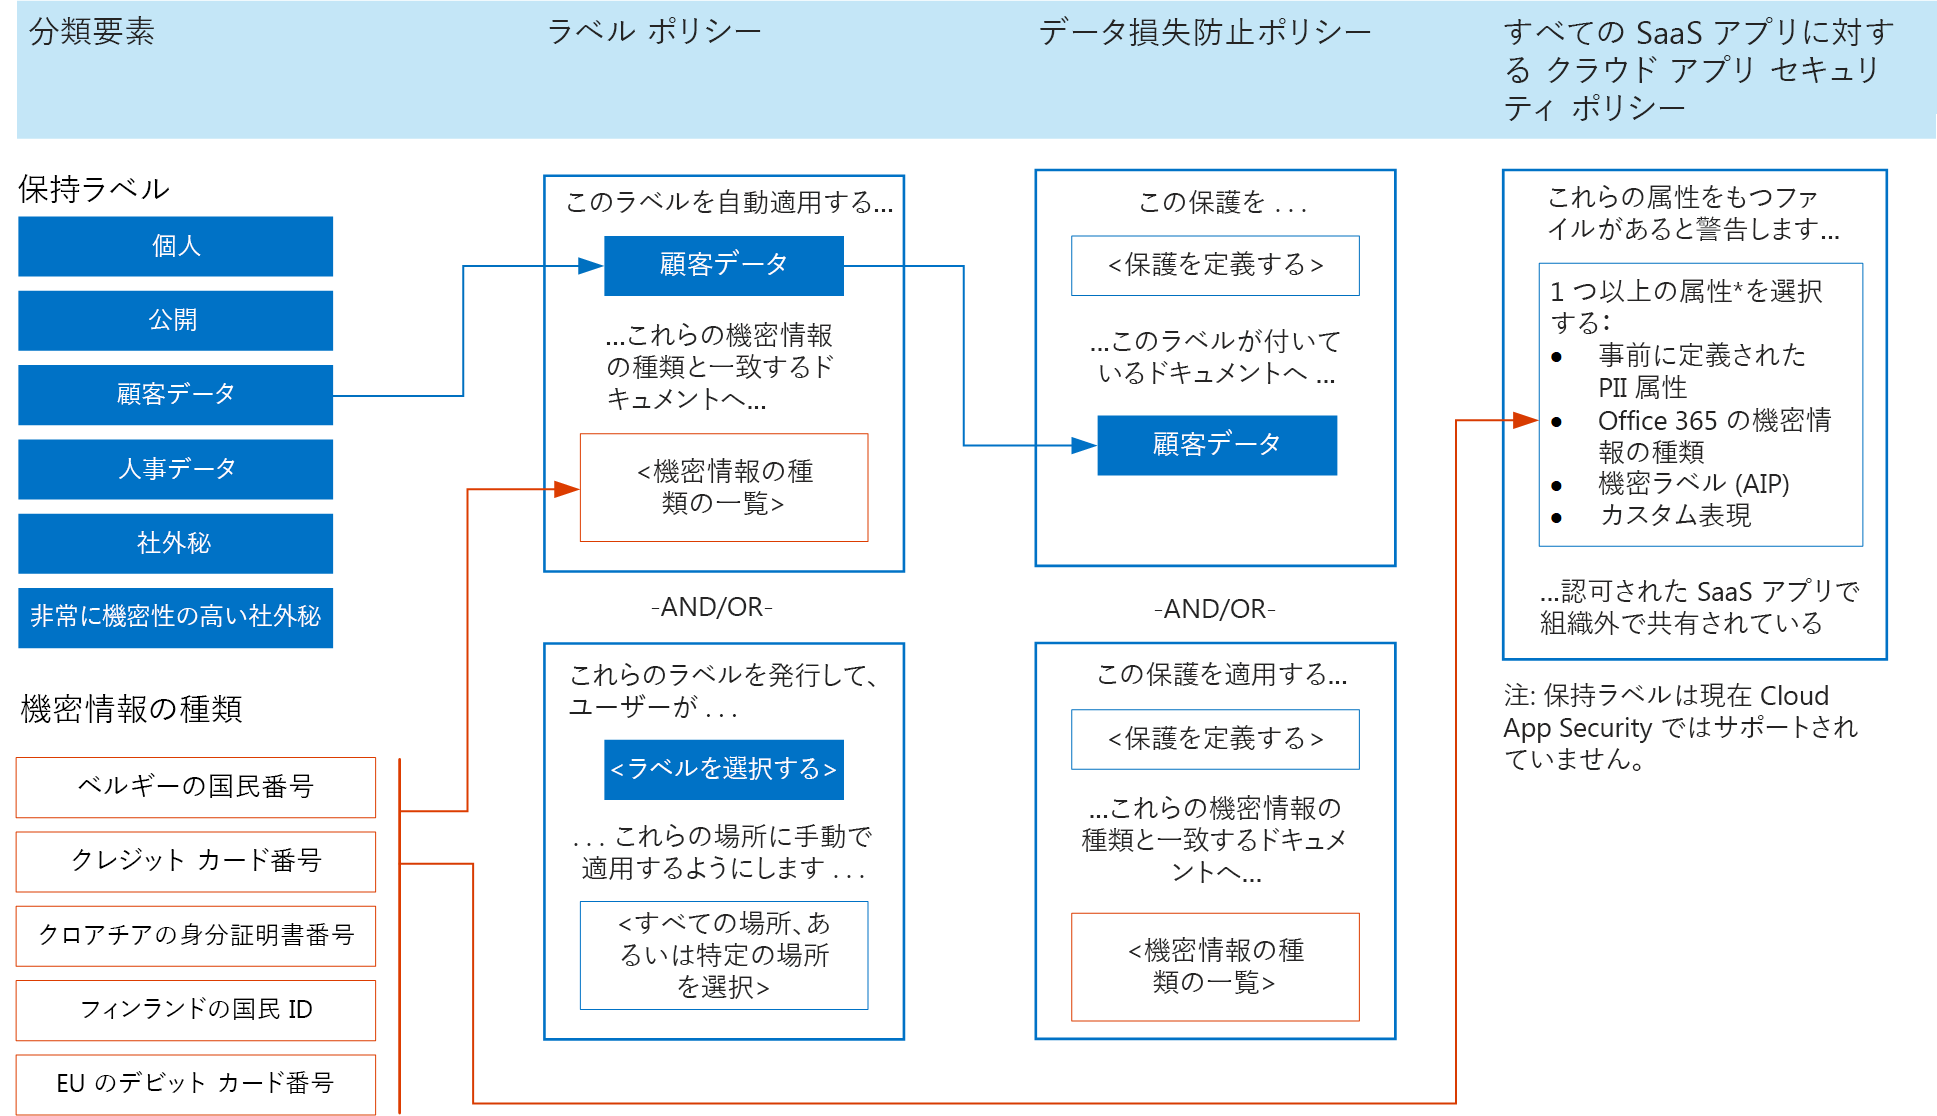 分類要素
ラベル ポリシー
データ損失防止ポリシー
すべての SaaS アプリに対す
る クラウド アプリ セキュリ
ティ ポリシー
保持ラベル
個人
公開
顧客データ
人事データ
社外秘
非常に機密性の高い社外秘
機密情報の種類
ベルギーの国民番号
クレジット カード番号
クロアチアの身分証明書番号
フィンランドの国民 ID
EU のデビット カード番号
このラベルを自動適用する...
顧客データ
...これらの機密情報
の種類と一致するド
キュメントへ...
<機密情報の種
類の一覧>
-AND/OR-
これらのラベルを発行して、
ユーザーが . . .
<ラベルを選択する>
. . . これらの場所に手動で
適用するようにします . . .
<すべての場所、あ
るいは特定の場所
を選択>
この保護を . . .
<保護を定義する>
...このラベルが付いて
いるドキュメントへ ...
顧客データ
-AND/OR-
この保護を適用する...
<保護を定義する>
...これらの機密情報の
種類と一致するドキュメ
ントへ...
<機密情報の種
類の一覧>
これらの属性をもつファ
イルがあると警告します...
1 つ以上の属性*を選択
する:
● 事前に定義された
PII 属性
● Office 365 の機密情
報の種類
● 機密ラベル (AIP)
● カスタム表現
...認可された SaaS アプリで
組織外で共有されている
注: 保持ラベルは現在 Cloud
App Security ではサポートされ
ていません。